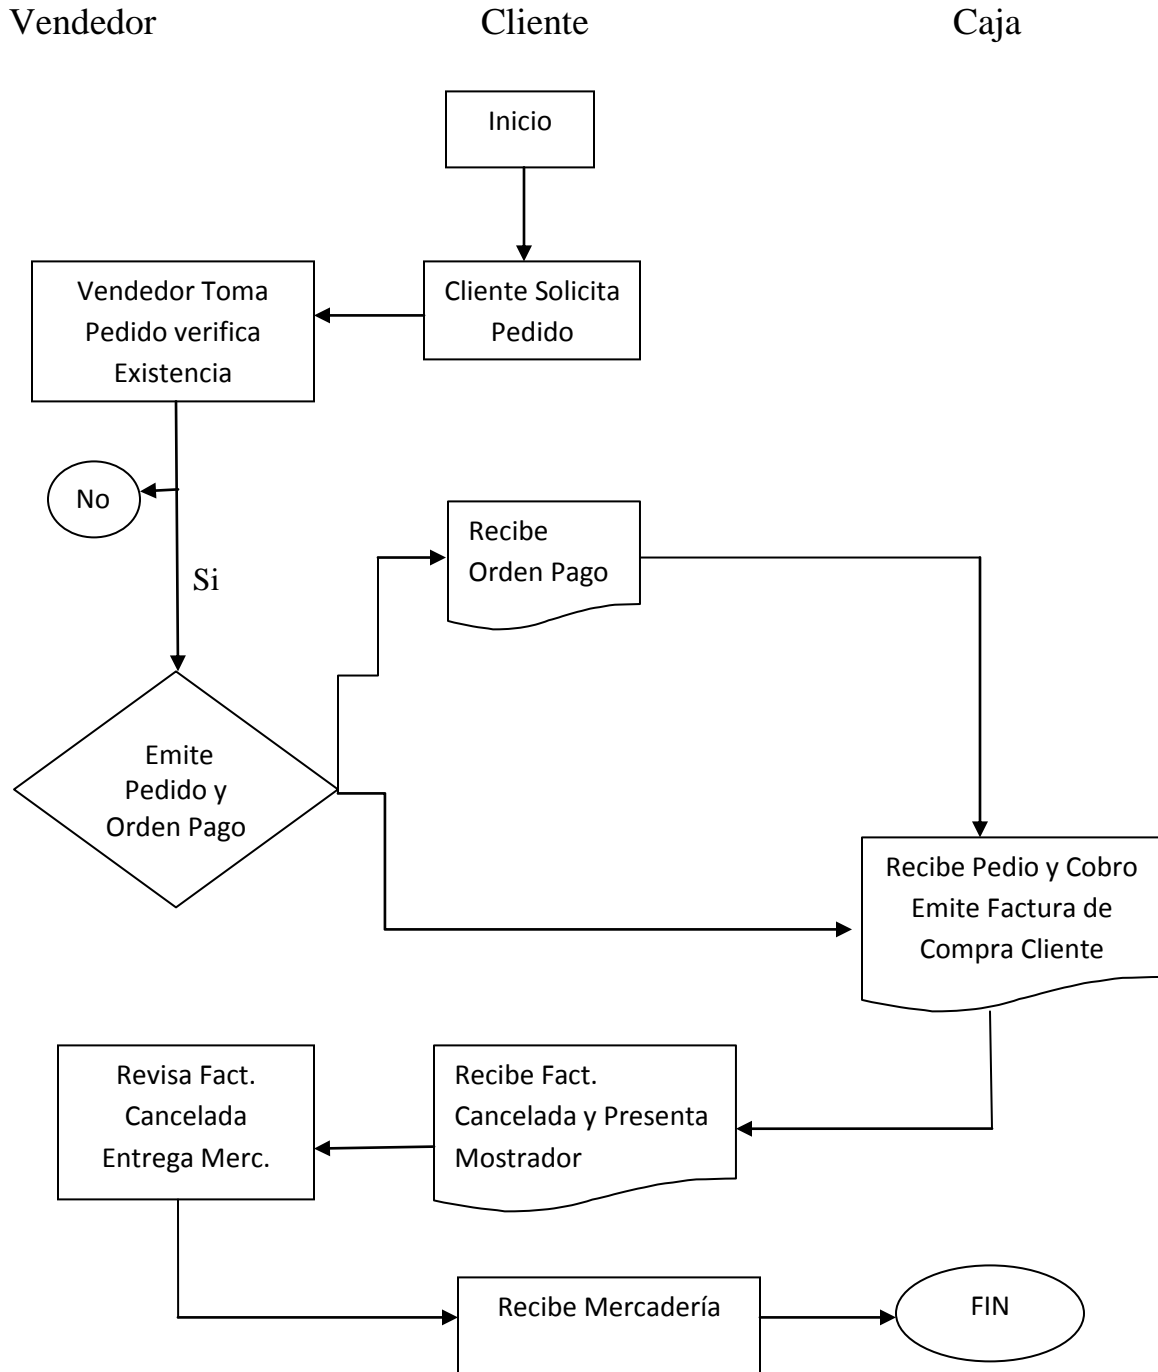 Vendedor Cliente Caja
Inicio
Vendedor Toma
Pedido verifica
Existencia
Cliente Solicita
Pedido
No
Si
Recibe
Orden Pago
Emite
Pedido y
Orden Pago
Recibe Pedio y Cobro
Emite Factura de
Compra Cliente
Revisa Fact.
Cancelada
Entrega Merc.
Recibe Fact.
Cancelada y Presenta
Mostrador
Recibe Mercadería
FIN